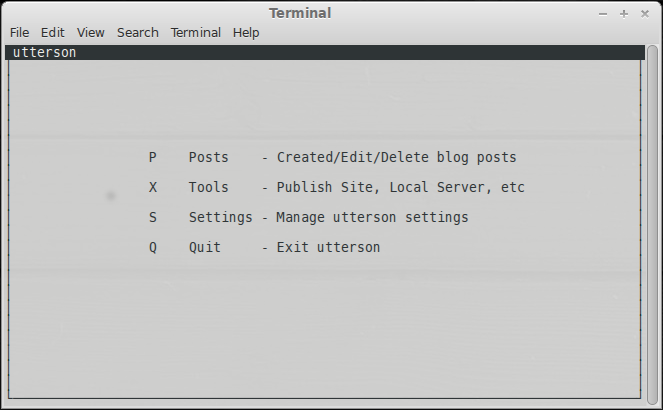 Terminal
File Edit View Search Terminal Help
utterson
P Posts - Created/Edit/Delete blog posts
X Tools - Publish Site, Local Server, etc
S Settings - Manage utterson settings
Q Quit - Exit utterson